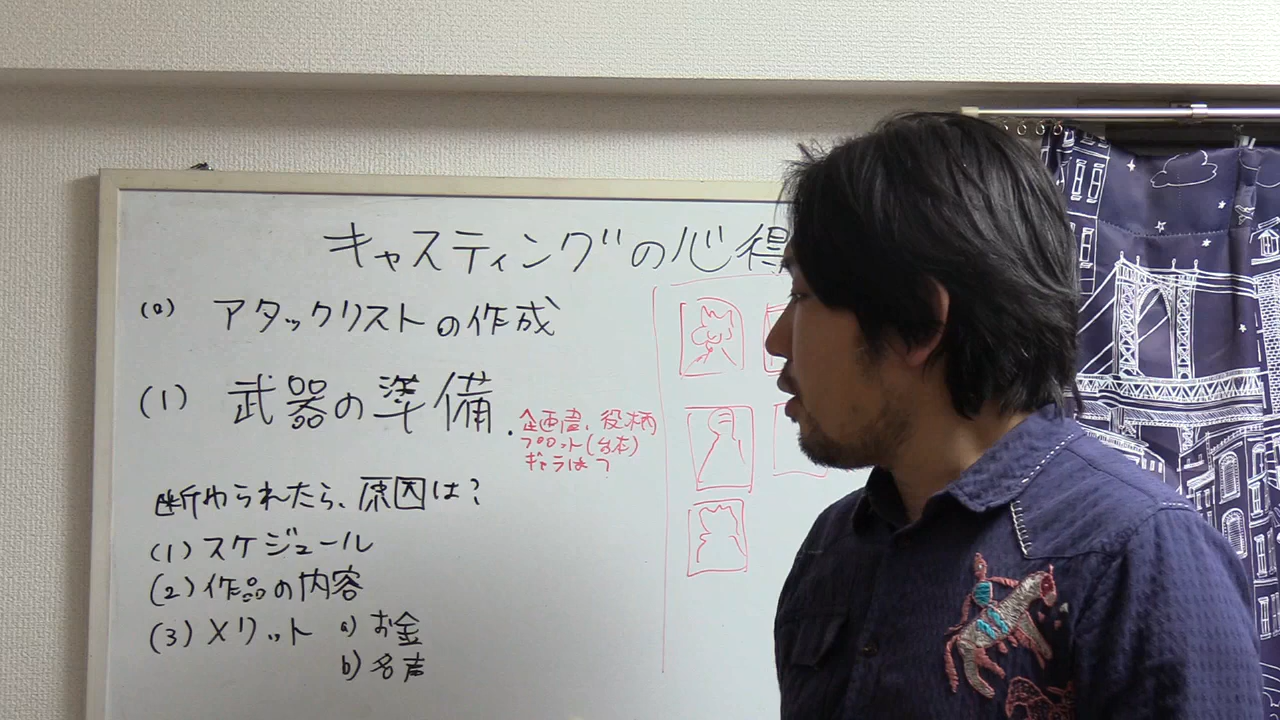 キャスティングの心得
(0) アタックリストの作成
(1) 武器の準備
・企画書、役柄
プロット(台本)
ギャラは?
断わられたら、原因は?
(1) スケジュール
(2) 作品の内容
(3) メリット a) お金
b) 名声